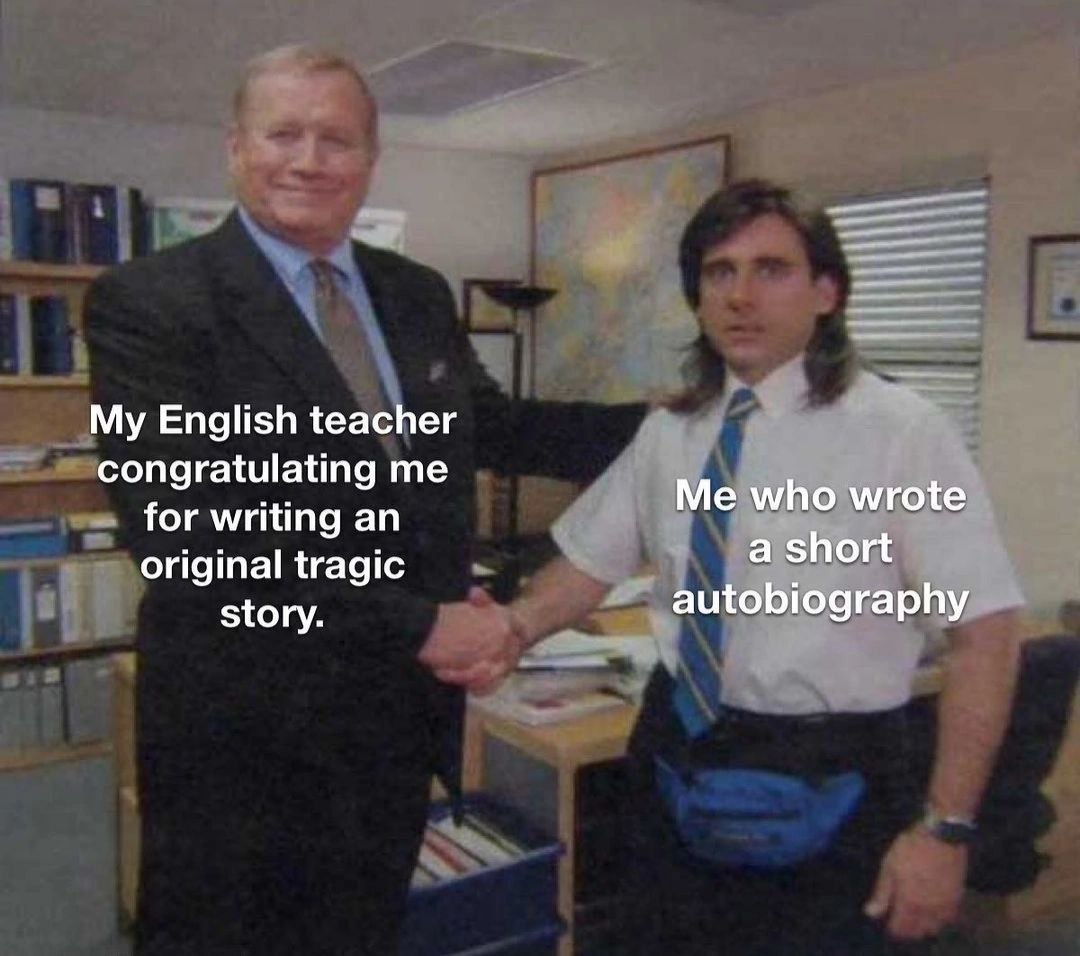 My English teacher
congratulating me
for writing an
original tragic
story.
Me who wrote
a short
autobiography